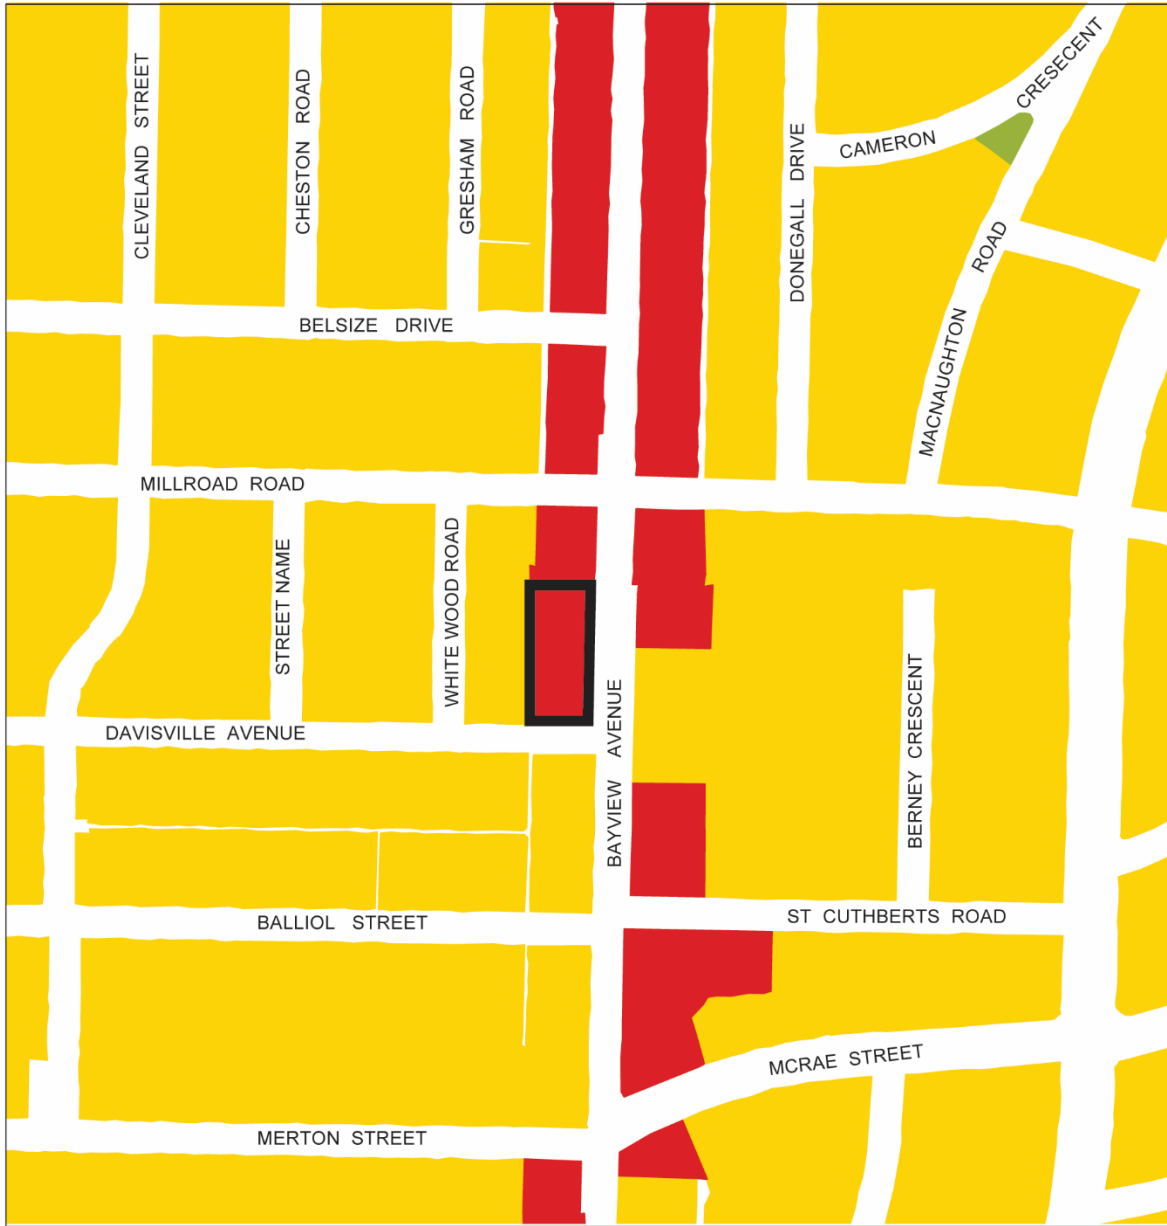 CLEVELAND STREET
CHESTON ROAD
GRESHAM ROAD
DONEGALL DRIVE
CAMERON CRESECENT
MACNAUGHTON ROAD
BELSIZE DRIVE
MILLROAD ROAD
STREET NAME
WHITE WOOD ROAD
BAYVIEW AVENUE
BERNEY CRESCENT
DAVISVILLE AVENUE
BALLIOL STREET
ST CUTHBERTS ROAD
MCRAE STREET
MERTON STREET